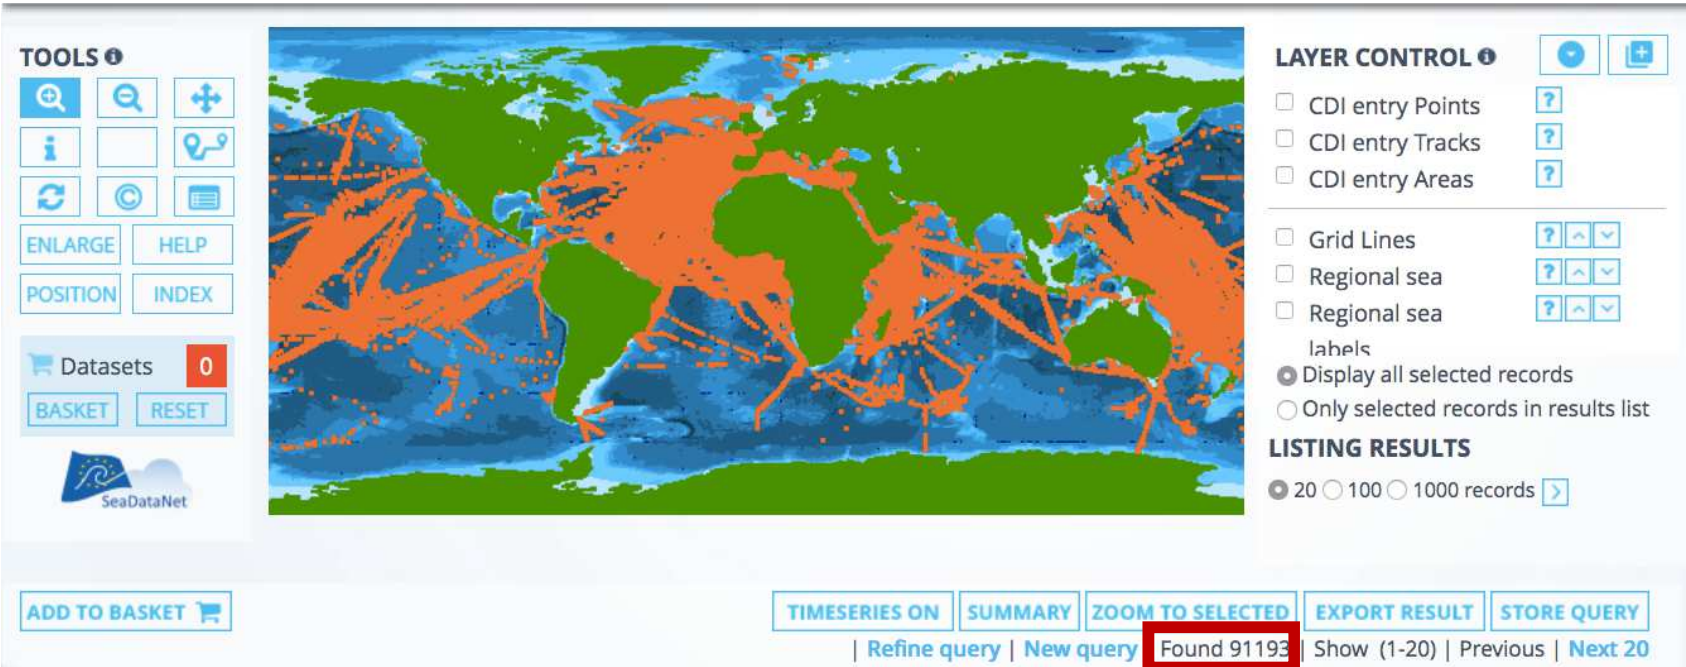 TOOLS
ENLARGE
HELP
POSITION
INDEX
Datasets 0
BASKET
RESET
SeaDataNet
LAYER CONTROL
CDI entry Points ?
CDI entry Tracks ?
CDI entry Areas ?
Grid Lines ?
Regional sea ?
Regional sea ?
labels
Display all selected records
Only selected records in results list
LISTING RESULTS
20 100 1000 records
ADD TO BASKET
TIMESERIES ON
SUMMARY
ZOOM TO SELECTED
EXPORT RESULT
STORE QUERY
| Refine query | New query | Found 91193 | Show (1-20) | Previous | Next 20